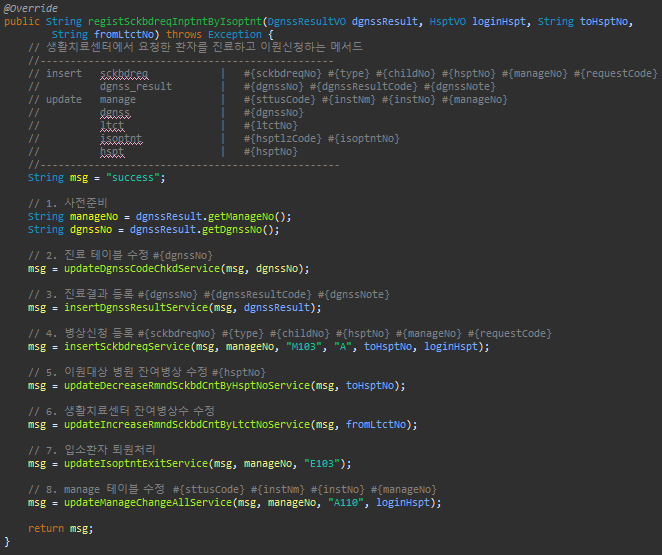 @Override
public String registSckbdreqInptntByIsoptnt(DgnssResultVO dgnssResult, HsptVO loginHspt, String toHsptNo,
        String fromLtctNo) throws Exception {
    // 생활치료센터에서 요청한 환자를 진료하고 이원신청하는 메서드
    //---------------------------------------------
    // insert   sckbdreq           |   #{sckbdreqNo} #{type} #{childNo} #{hsptNo} #{manageNo} #{requestCode}
    //          dgnss_result       |   #{dgnssNo} #{dgnssResultCode} #{dgnssNote}
    // update   manage             |   #{sttusCode} #{instNm} #{instNo} #{manageNo}
    //          dgnss              |   #{dgnssNo}
    //          ltct               |   #{ltctNo}
    //          isoptnt            |   #{hsptlzCode} #{isoptntNo}
    //          hspt               |   #{hsptNo}
    //----------------------------------------------
    String msg = "success";

    // 1. 사전준비
    String manageNo = dgnssResult.getManageNo();
    String dgnssNo = dgnssResult.getDgnssNo();

    // 2. 진료 테이블 수정 #{dgnssNo}
    msg = updateDgnssCodeChkdService(msg, dgnssNo);

    // 3. 진료결과 등록 #{dgnssNo} #{dgnssResultCode} #{dgnssNote}
    msg = insertDgnssResultService(msg, dgnssResult);

    // 4. 병상신청 등록 #{sckbdreqNo} #{type} #{childNo} #{hsptNo} #{manageNo} #{requestCode}
    msg = insertSckbdreqService(msg, manageNo, "M103", "A", toHsptNo, loginHspt);

    // 5. 이원대상 병원 잔여병상 수정 #{hsptNo}
    msg = updateDecreaseRmndSckbdCntByHsptNoService(msg, toHsptNo);

    // 6. 생활치료센터 잔여병상수 수정
    msg = updateIncreaseRmndSckbdCntByLtctNoService(msg, fromLtctNo);

    // 7. 입소환자 퇴원처리
    msg = updateIsoptntExitService(msg, manageNo, "E103");

    // 8. manage 테이블 수정  #{sttusCode} #{instNm} #{instNo} #{manageNo}
    msg = updateManageChangeAllService(msg, manageNo, "A110", loginHspt);

    return msg;
}